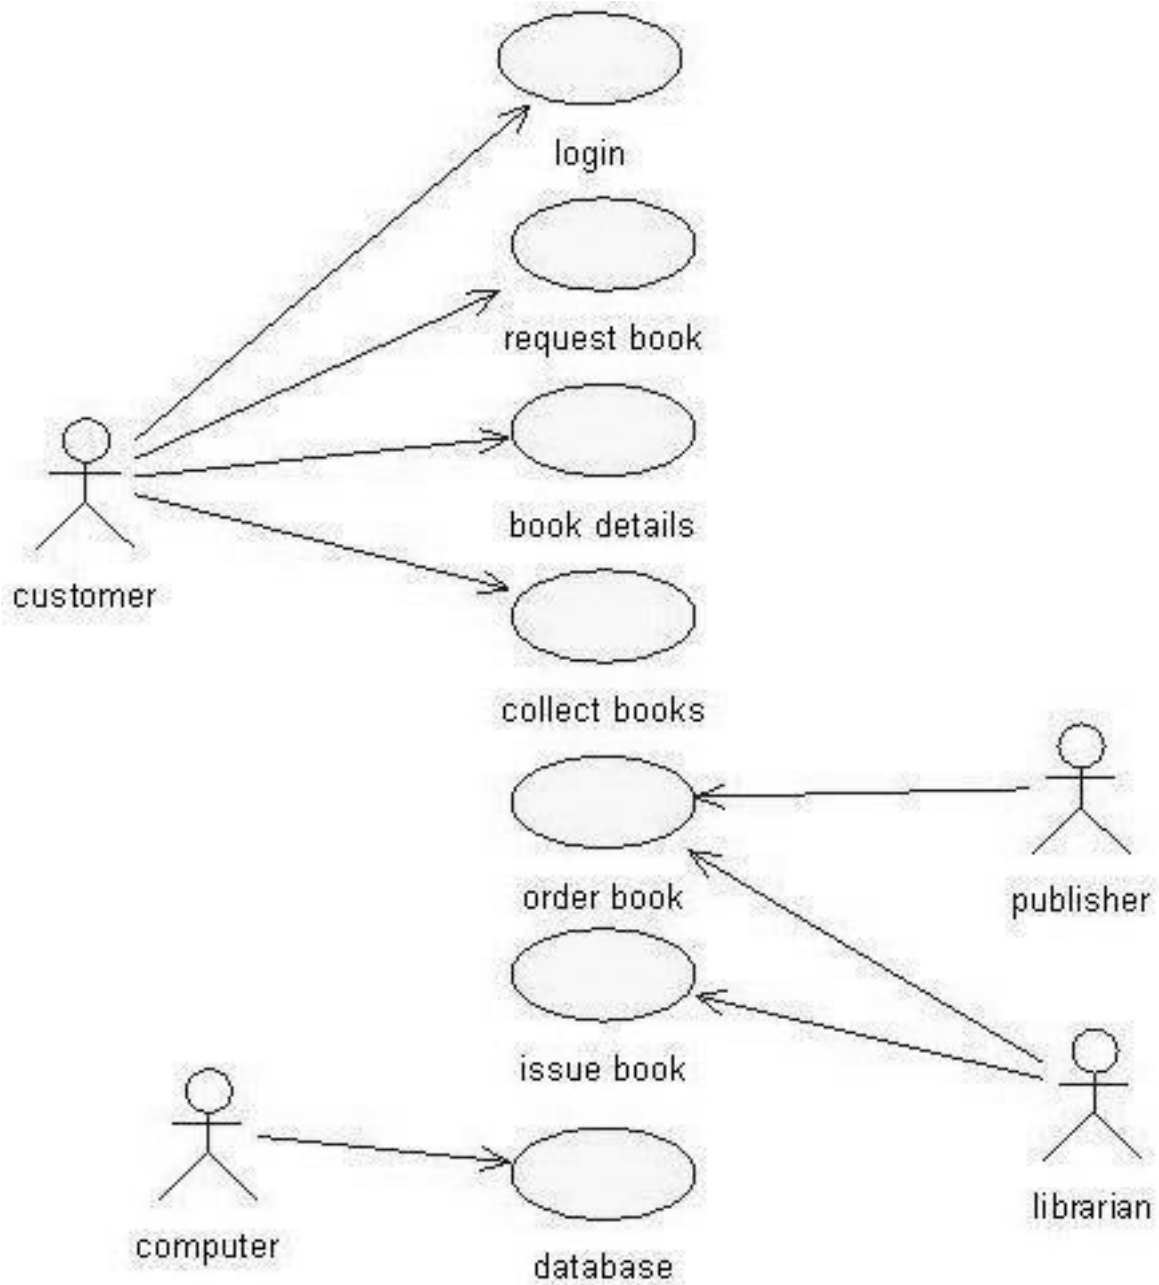 login
request book
book details
customer
collect books
order book
publisher
issue book
librarian
computer
database